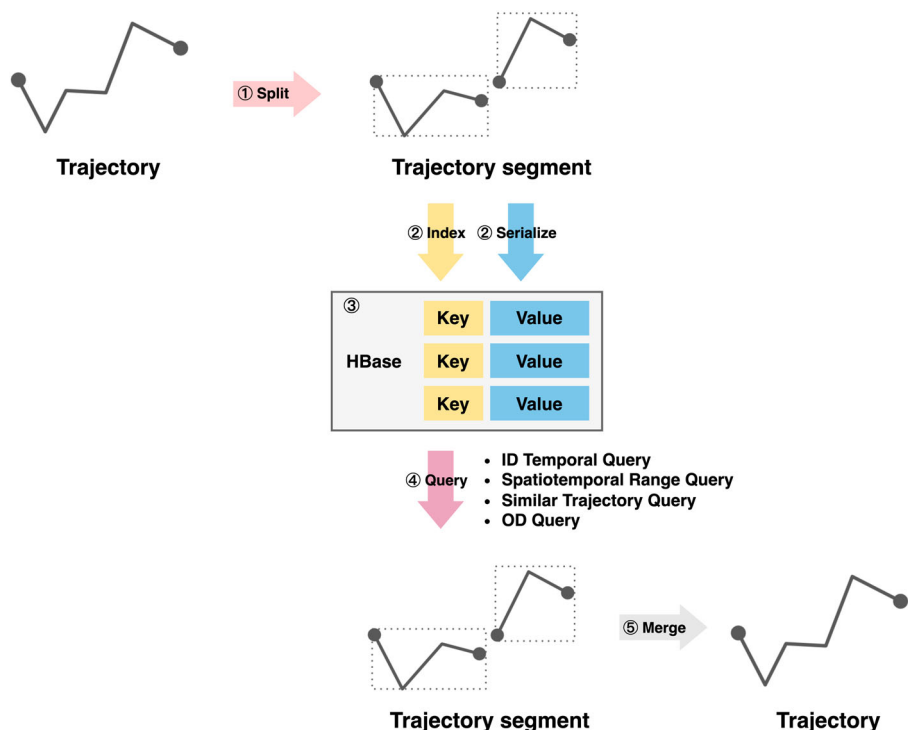 ① Split
Trajectory
Trajectory segment
② Index
② Serialize
③
HBase
Key
Value
Key
Value
Key
Value
④ Query
• ID Temporal Query
• Spatiotemporal Range Query
• Similar Trajectory Query
• OD Query
⑤ Merge
Trajectory segment
Trajectory